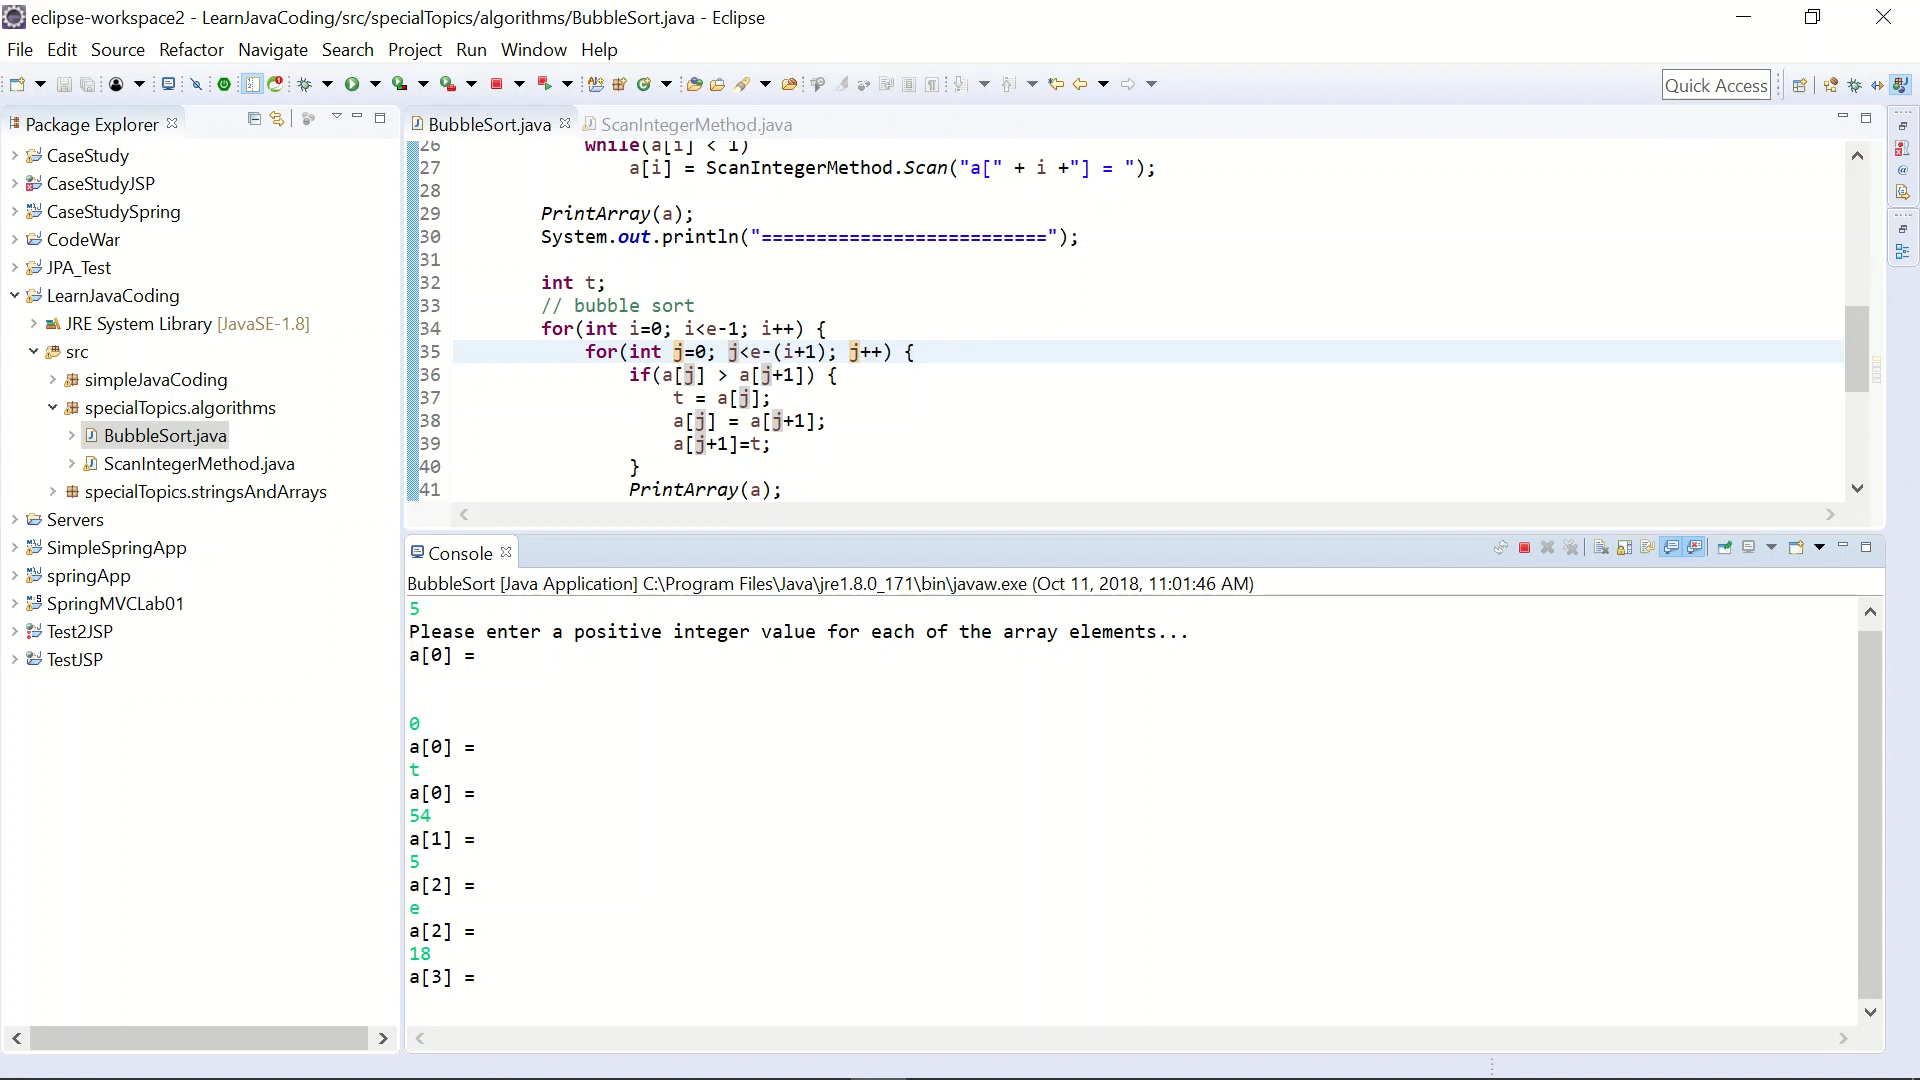 eclipse-workspace2 - LearnJavaCoding/src/specialTopics/algorithms/BubbleSort.java - Eclipse
File Edit Source Refactor Navigate Search Project Run Window Help
Quick Access
Package Explorer
CaseStudy
CaseStudyJSP
CaseStudySpring
CodeWar
JPA_Test
LearnJavaCoding
JRE System Library [JavaSE-1.8]
src
simpleJavaCoding
specialTopics.algorithms
BubbleSort.java
ScanIntegerMethod.java
specialTopics.stringsAndArrays
Servers
SimpleSpringApp
springApp
SpringMVCLab01
Test2JSP
TestJSP
BubbleSort.java ScanIntegerMethod.java
26 while(a[i] < 1)
27 a[i] = ScanIntegerMethod.Scan("a[" + i +"] = ");
28
29 PrintArray(a);
30 System.out.println("==========================");
31
32 int t;
33 // bubble sort
34 for(int i=0; i<e-1; i++) {
35 for(int j=0; j<e-(i+1); j++) {
36 if(a[j] > a[j+1]) {
37 t = a[j];
38 a[j] = a[j+1];
39 a[j+1]=t;
40 }
41 PrintArray(a);
Console
BubbleSort [Java Application] C:\Program Files\Java\jre1.8.0_171\bin\javaw.exe (Oct 11, 2018, 11:01:46 AM)
5
Please enter a positive integer value for each of the array elements...
a[0] =
0
a[0] =
t
a[0] =
54
a[1] =
5
a[2] =
e
a[2] =
18
a[3] =